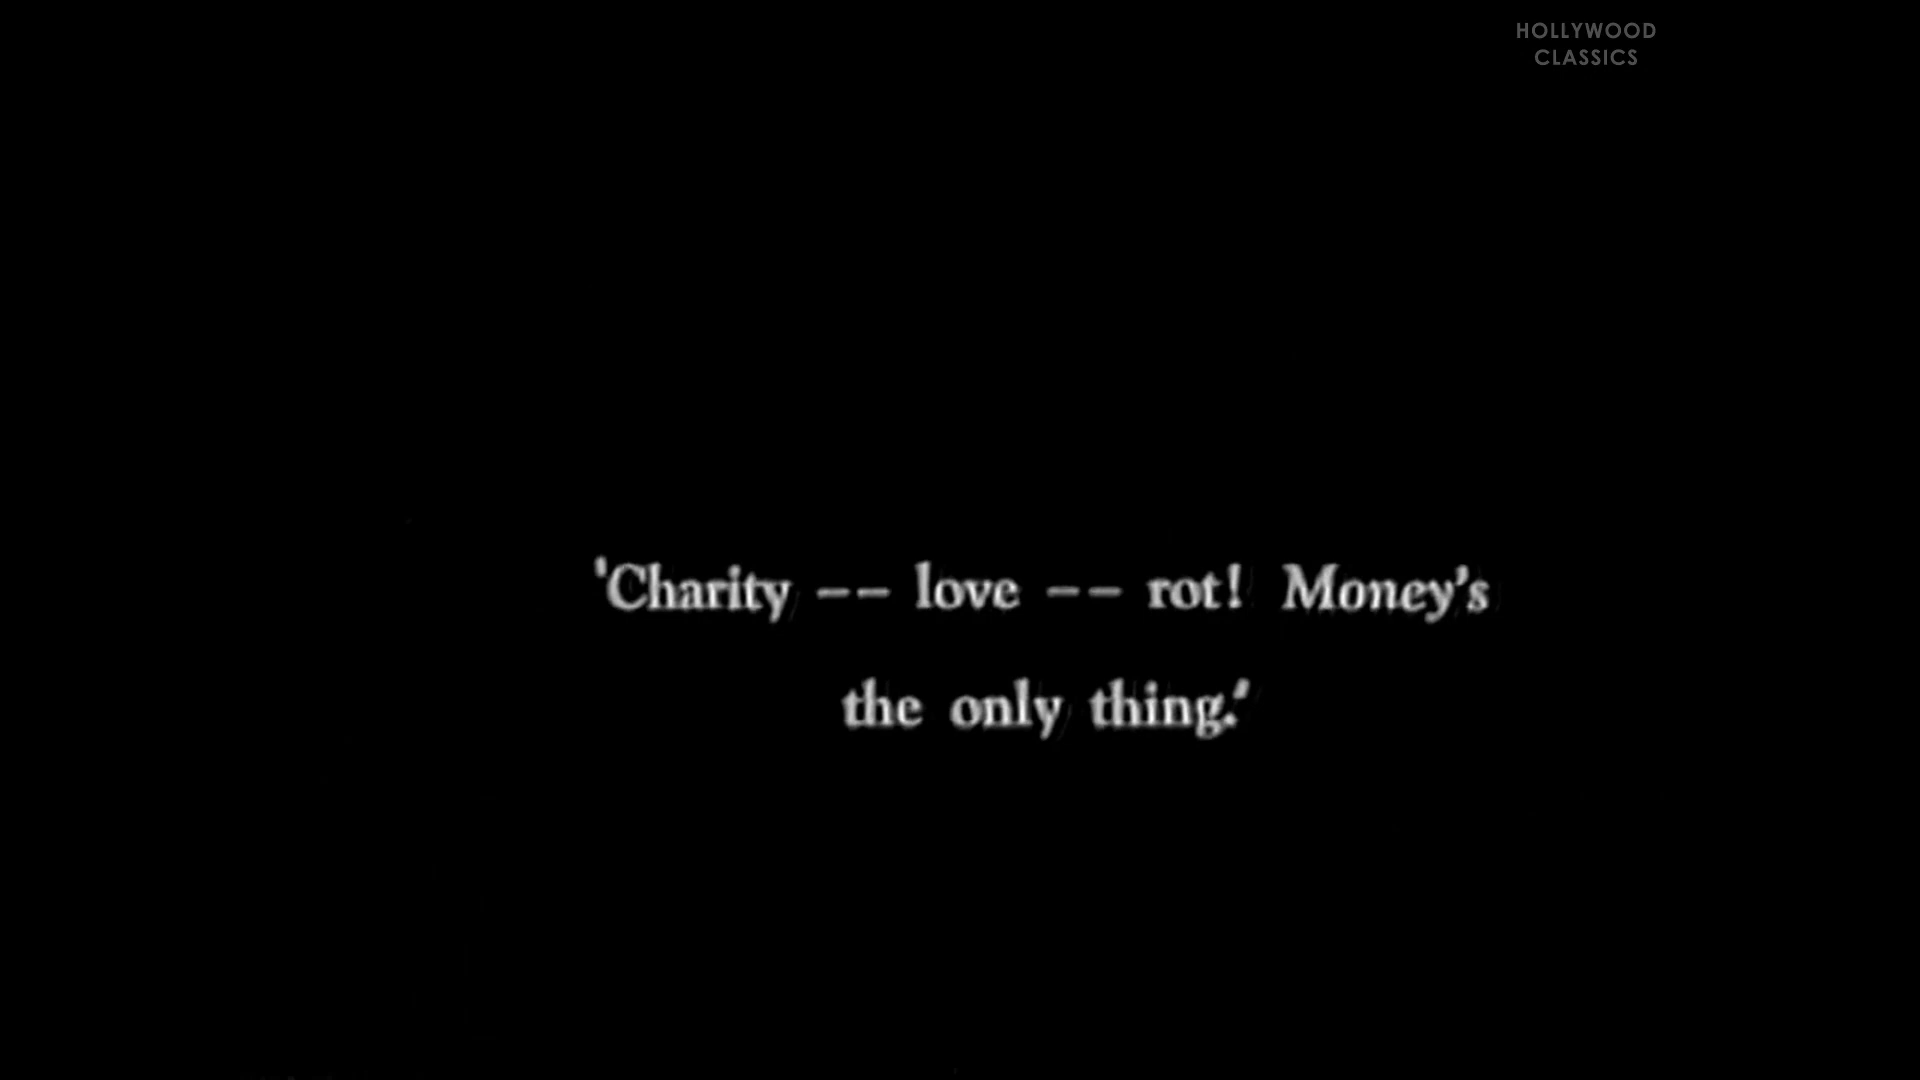 HOLLYWOOD
CLASSICS
'Charity -- love -- rot! Money's
the only thing.'